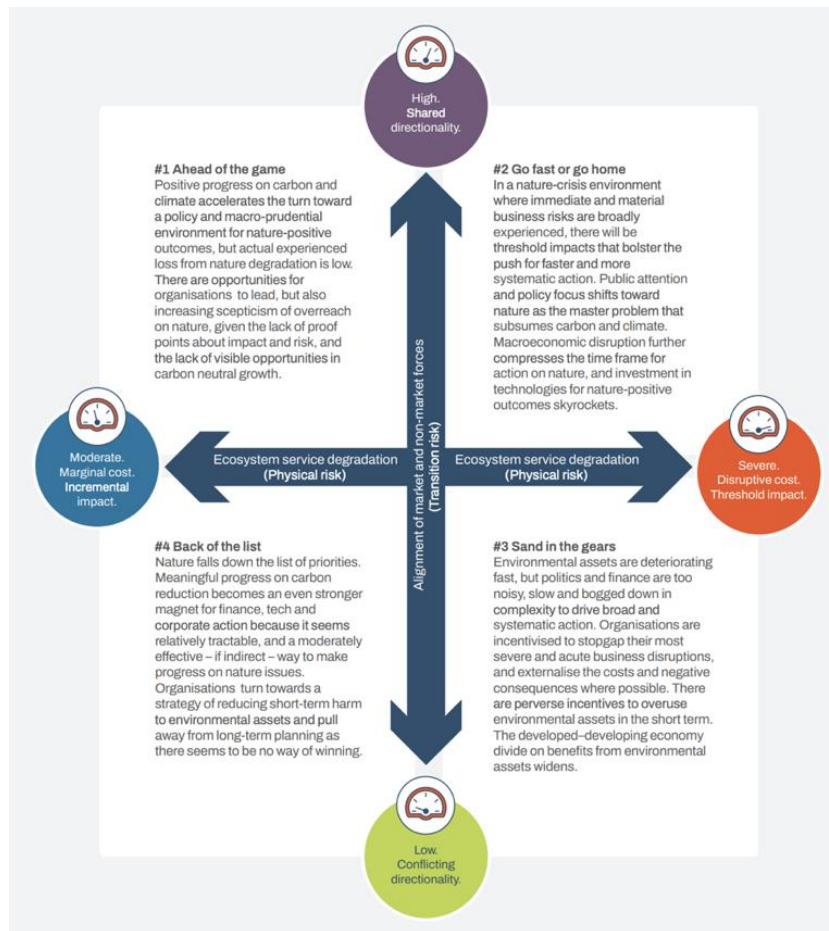 High.
Shared
directionality.
#1 Ahead of the game
Positive progress on carbon and
climate accelerates the turn toward
a policy and macro-prudential
environment for nature-positive
outcomes, but actual experienced
loss from nature degradation is low.
There are opportunities for
organisations to lead, but also
increasing scepticism of overreach
on nature, given the lack of proof
points about impact and risk, and
the lack of visible opportunities in
carbon neutral growth.
#2 Go fast or go home
In a nature-crisis environment
where immediate and material
business risks are broadly
experienced, there will be
threshold impacts that bolster the
push for faster and more
systematic action. Public attention
and policy focus shifts toward
nature as the master problem that
subsumes carbon and climate.
Macroeconomic disruption further
compresses the time frame for
action on nature, and investment in
technologies for nature-positive
outcomes skyrockets.
Moderate.
Marginal cost.
Incremental
impact.
Ecosystem service degradation
(Physical risk)
Alignment of market and non-market forces
(Transition risk)
Ecosystem service degradation
(Physical risk)
Severe.
Disruptive cost.
Threshold impact.
#4 Back of the list
Nature falls down the list of priorities.
Meaningful progress on carbon
reduction becomes an even stronger
magnet for finance, tech and
corporate action because it seems
relatively tractable, and a moderately
effective – if indirect – way to make
progress on nature issues.
Organisations turn towards a
strategy of reducing short-term harm
to environmental assets and pull
away from long-term planning as
there seems to be no way of winning.
#3 Sand in the gears
Environmental assets are deteriorating
fast, but politics and finance are too
noisy, slow and bogged down in
complexity to drive broad and
systematic action. Organisations are
incentivised to stopgap their most
severe and acute business disruptions,
and externalise the costs and negative
consequences where possible. There
are perverse incentives to overuse
environmental assets in the short term.
The developed–developing economy
divide on benefits from environmental
assets widens.
Low.
Conflicting
directionality.